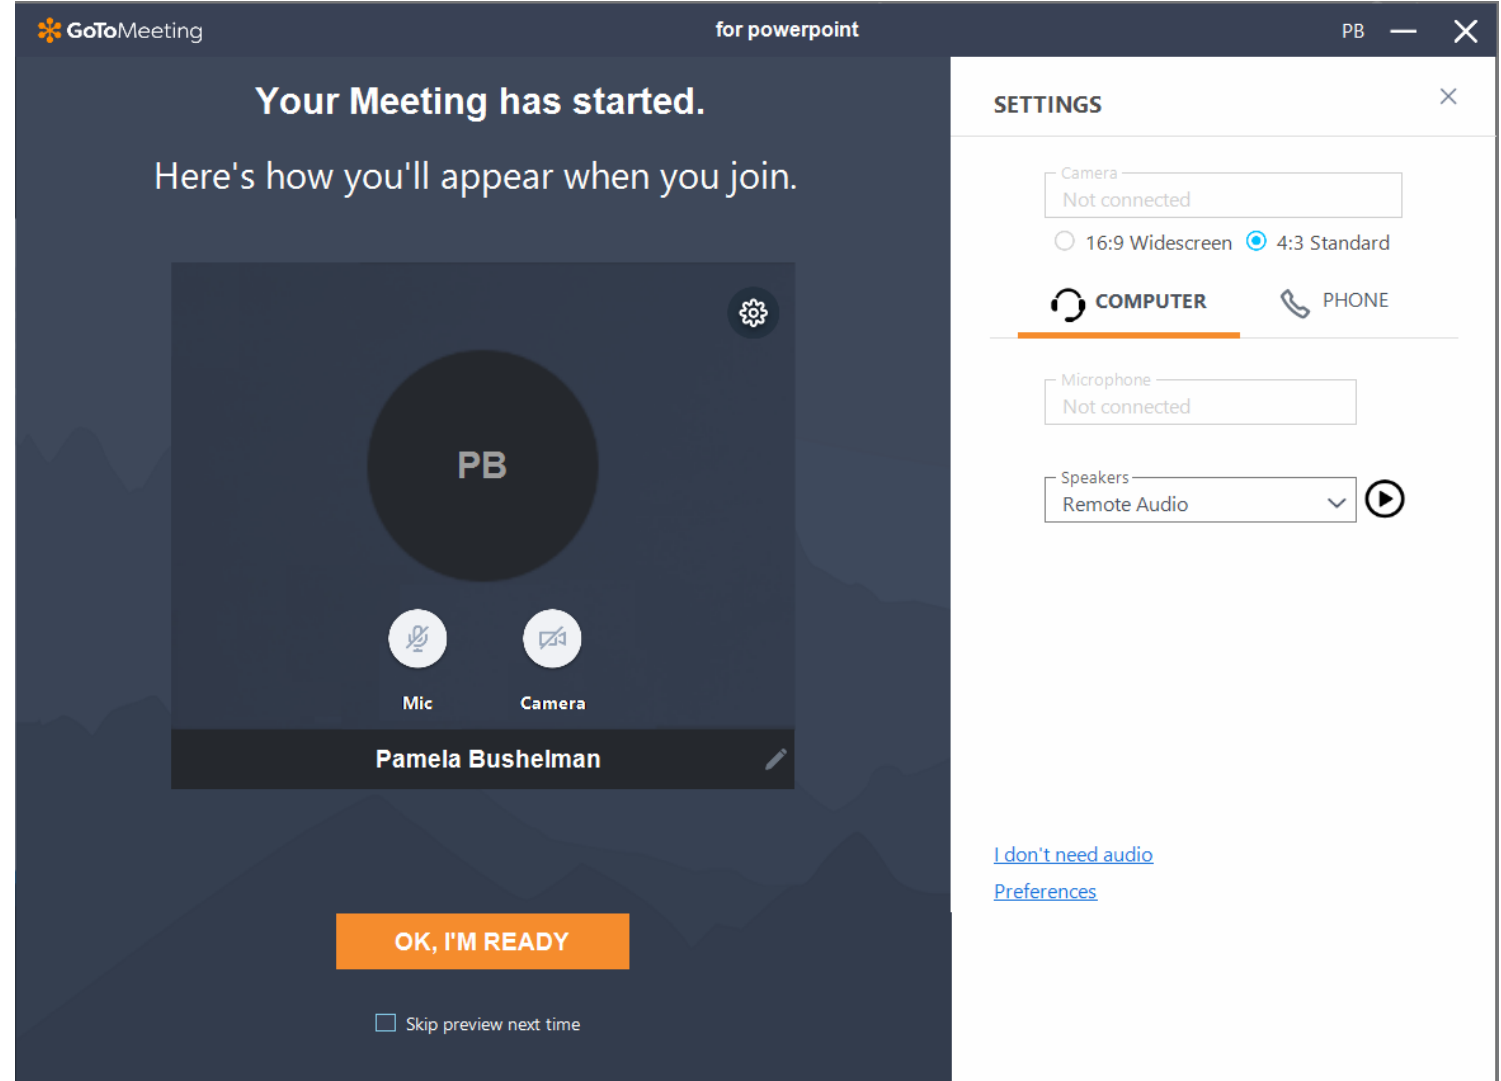 GoToMeeting
for powerpoint
PB
Your Meeting has started.
Here's how you'll appear when you join.
PB
Mic
Camera
Pamela Bushelman
OK, I'M READY
Skip preview next time
SETTINGS
Camera
Not connected
16:9 Widescreen 4:3 Standard
COMPUTER PHONE
Microphone
Not connected
Speakers
Remote Audio
I don't need audio
Preferences